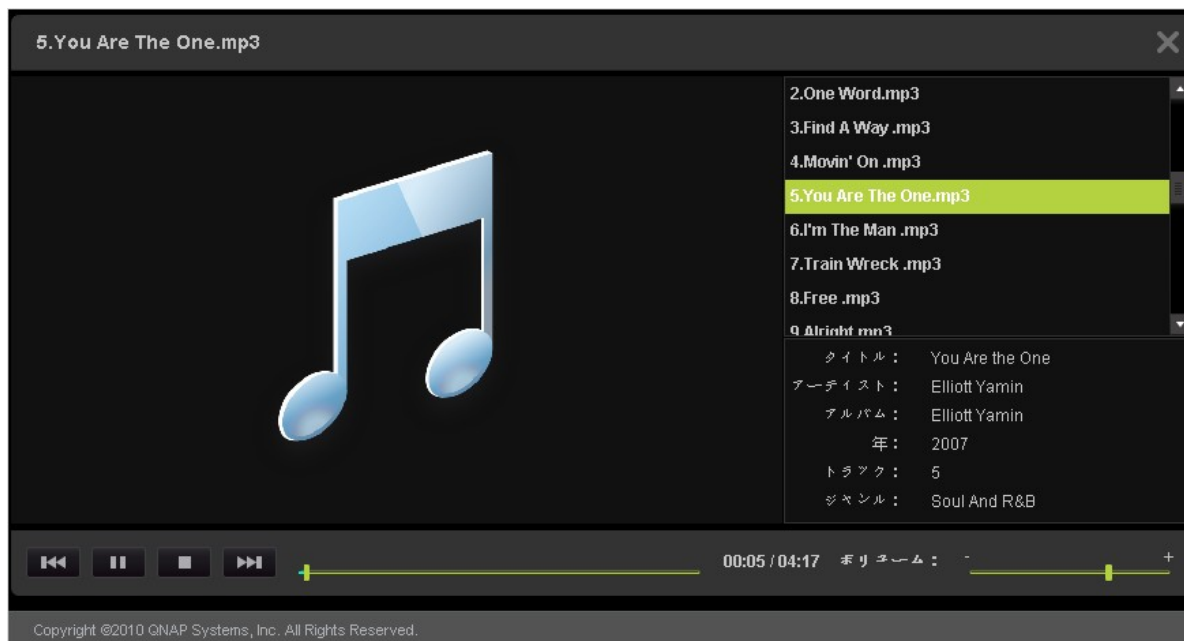 5.You Are The One.mp3
2.One Word.mp3
3.Find A Way .mp3
4.Movin' On .mp3
5.You Are The One.mp3
6.I'm The Man .mp3
7.Train Wreck .mp3
8.Free .mp3
9.Alright.mp3
タイトル： You Are the One
アーティスト： Elliott Yamin
アルバム： Elliott Yamin
年： 2007
トラック： 5
ジャンル： Soul And R&B
00:05 / 04:17 ボリューム： - +
Copyright ©2010 QNAP Systems, Inc. All Rights Reserved.